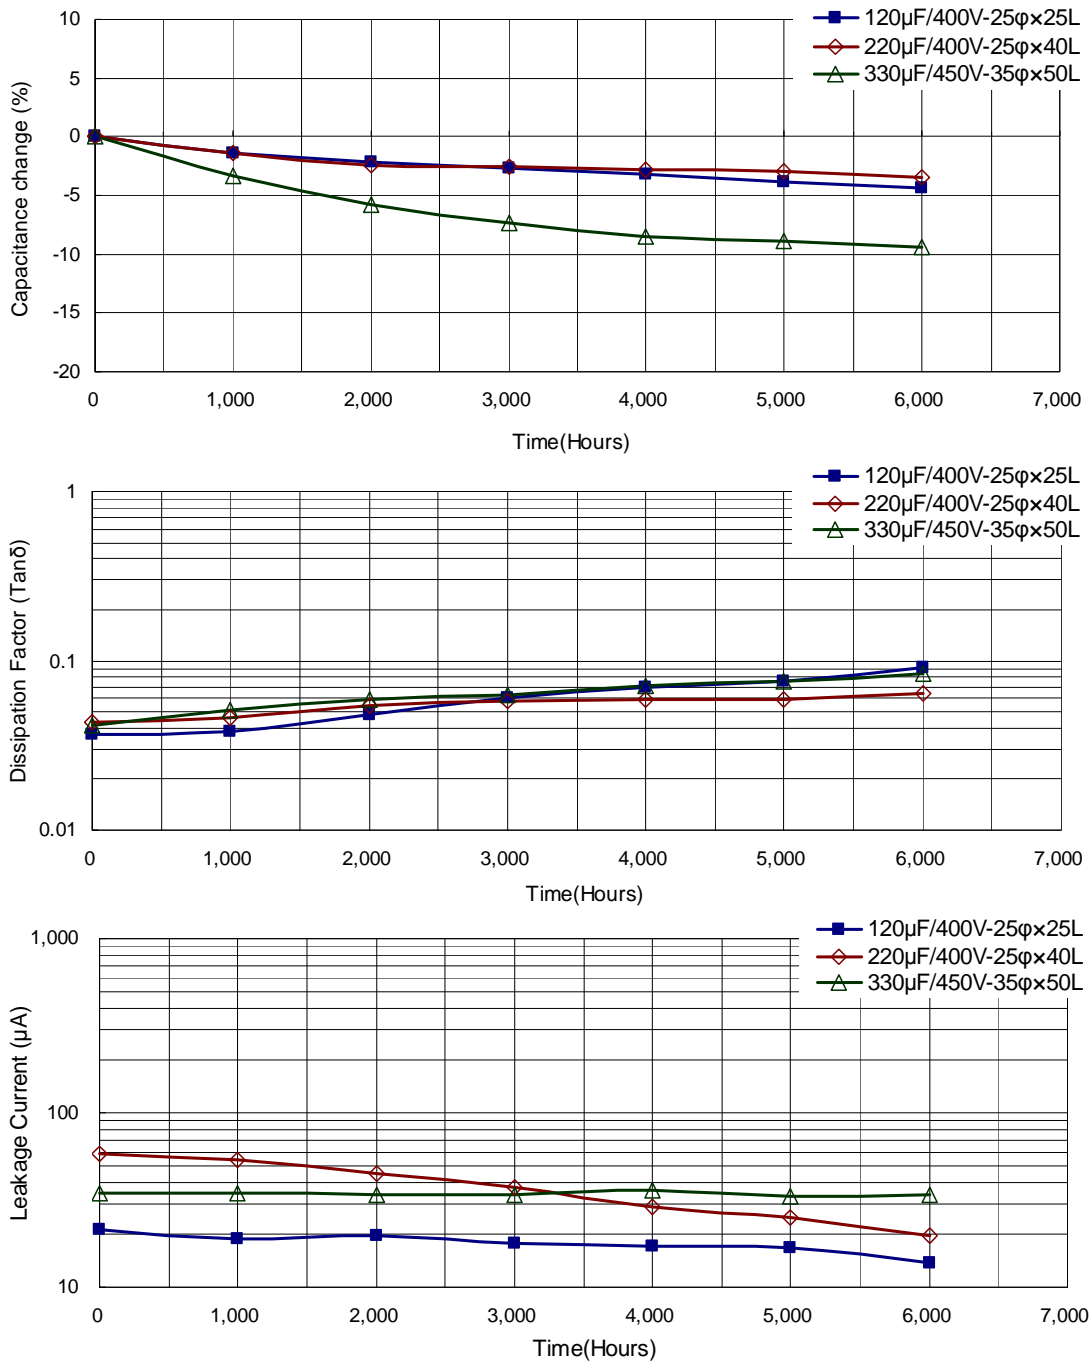 120µF/400V-25φ×25L
220µF/400V-25φ×40L
330µF/450V-35φ×50L
Capacitance change (%)
10
5
0
-5
-10
-15
-20
0 1,000 2,000 3,000 4,000 5,000 6,000 7,000
Time(Hours)
120µF/400V-25φ×25L
220µF/400V-25φ×40L
330µF/450V-35φ×50L
Dissipation Factor (Tanδ)
1
0.1
0.01
0 1,000 2,000 3,000 4,000 5,000 6,000 7,000
Time(Hours)
120µF/400V-25φ×25L
220µF/400V-25φ×40L
330µF/450V-35φ×50L
Leakage Current (µA)
1,000
100
10
0 1,000 2,000 3,000 4,000 5,000 6,000 7,000
Time(Hours)